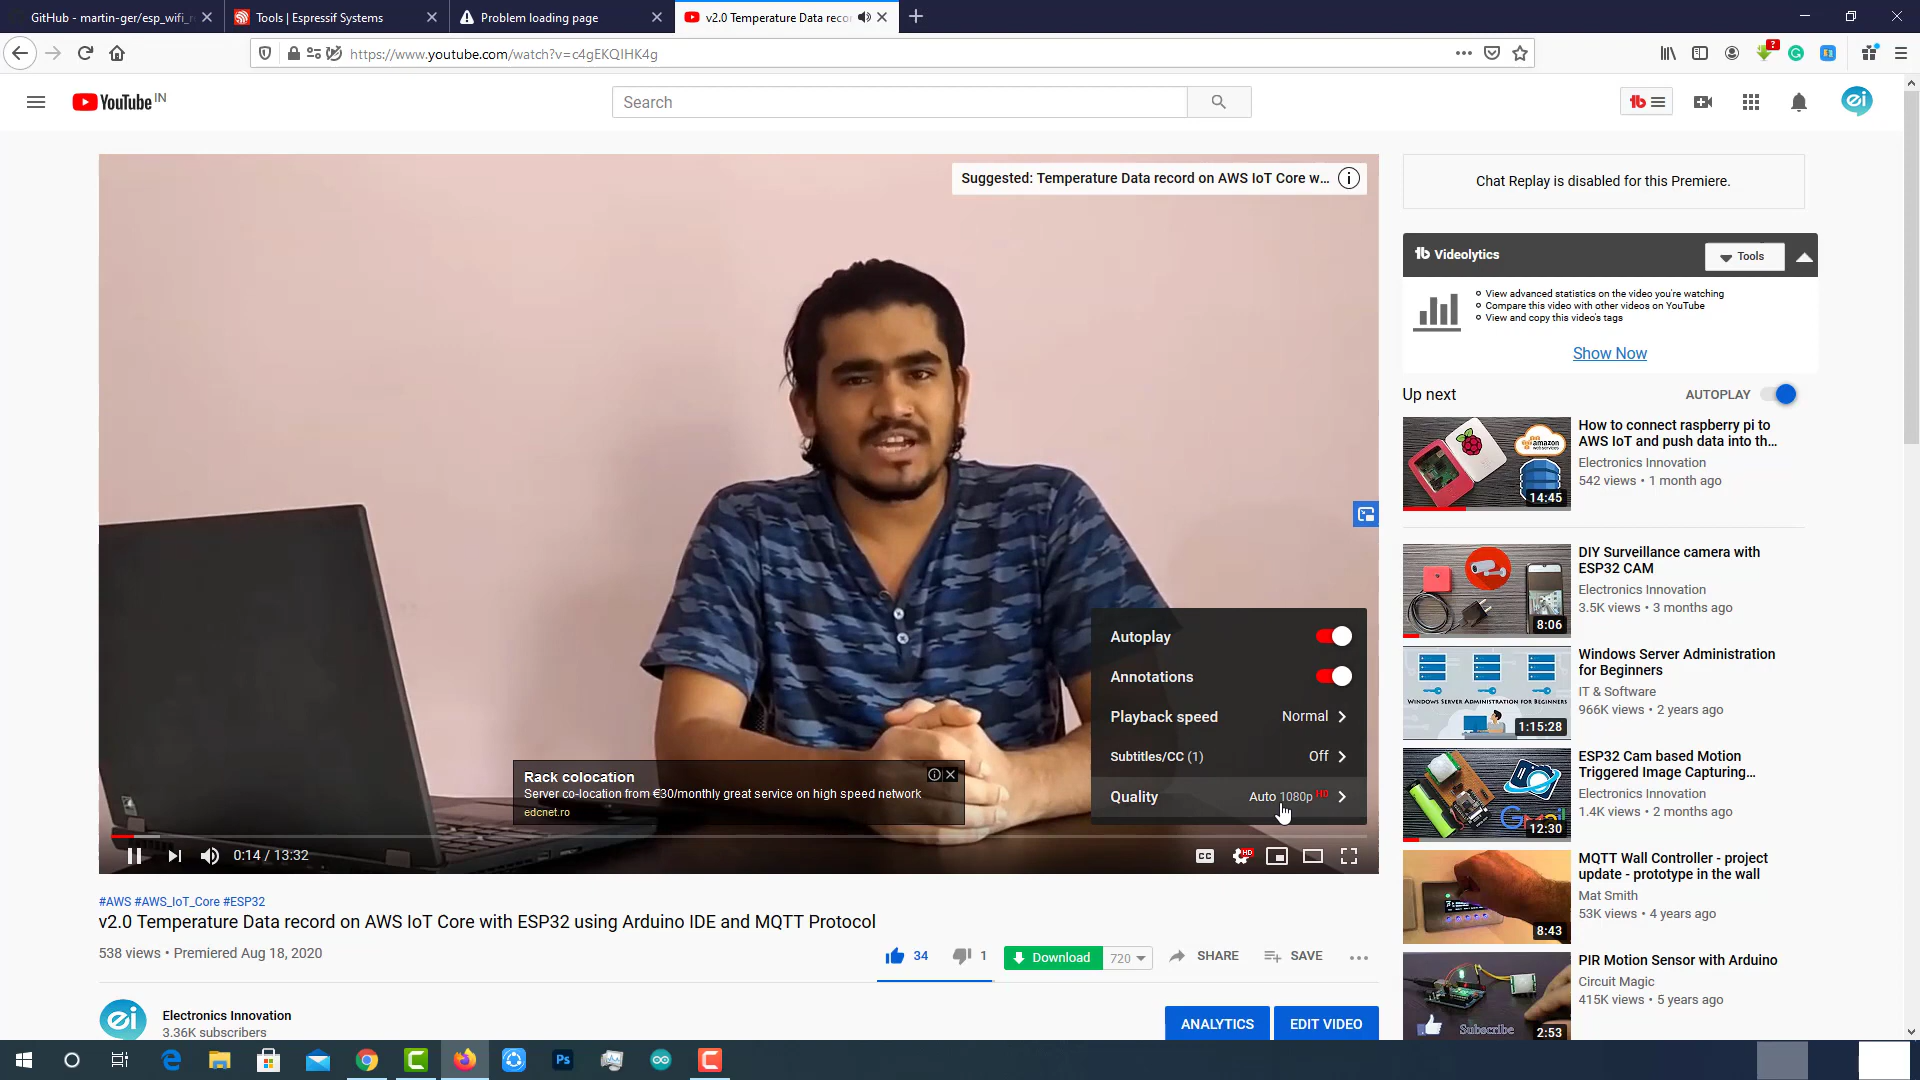 GitHub - martin-ger/esp_wifi_r
Tools | Espressif Systems
Problem loading page
v2.0 Temperature Data reco
https://www.youtube.com/watch?v=c4gEKQIHK4g
YouTube IN
Search
Suggested: Temperature Data record on AWS IoT Core w...
Autoplay
Annotations
Playback speed Normal
Subtitles/CC (1) Off
Quality Auto 1080p HD
Rack colocation
Server co-location from €30/monthly great service on high speed network
edcnet.ro
0:14 / 13:32
CC
HD
#AWS #AWS_IoT_Core #ESP32
v2.0 Temperature Data record on AWS IoT Core with ESP32 using Arduino IDE and MQTT Protocol
538 views • Premiered Aug 18, 2020
34
1
Download 720
SHARE
SAVE
ei
Electronics Innovation
3.36K subscribers
ANALYTICS
EDIT VIDEO
Chat Replay is disabled for this Premiere.
Videolytics
Tools
View advanced statistics on the video you're watching
Compare this video with other videos on YouTube
View and copy this video's tags
Show Now
Up next
AUTOPLAY
How to connect raspberry pi to
AWS IoT and push data into th...
Electronics Innovation
542 views • 1 month ago
amazon
14:45
DIY Surveillance camera with
ESP32 CAM
Electronics Innovation
3.5K views • 3 months ago
8:06
Windows Server Administration
for Beginners
IT & Software
966K views • 2 years ago
WINDOWS SERVER ADMINISTRATION FOR BEGINNERS
1:15:28
ESP32 Cam based Motion
Triggered Image Capturing...
Electronics Innovation
1.4K views • 2 months ago
12:30
MQTT Wall Controller - project
update - prototype in the wall
Mat Smith
53K views • 4 years ago
8:43
PIR Motion Sensor with Arduino
Circuit Magic
415K views • 5 years ago
Subscribe
2:53
Ps